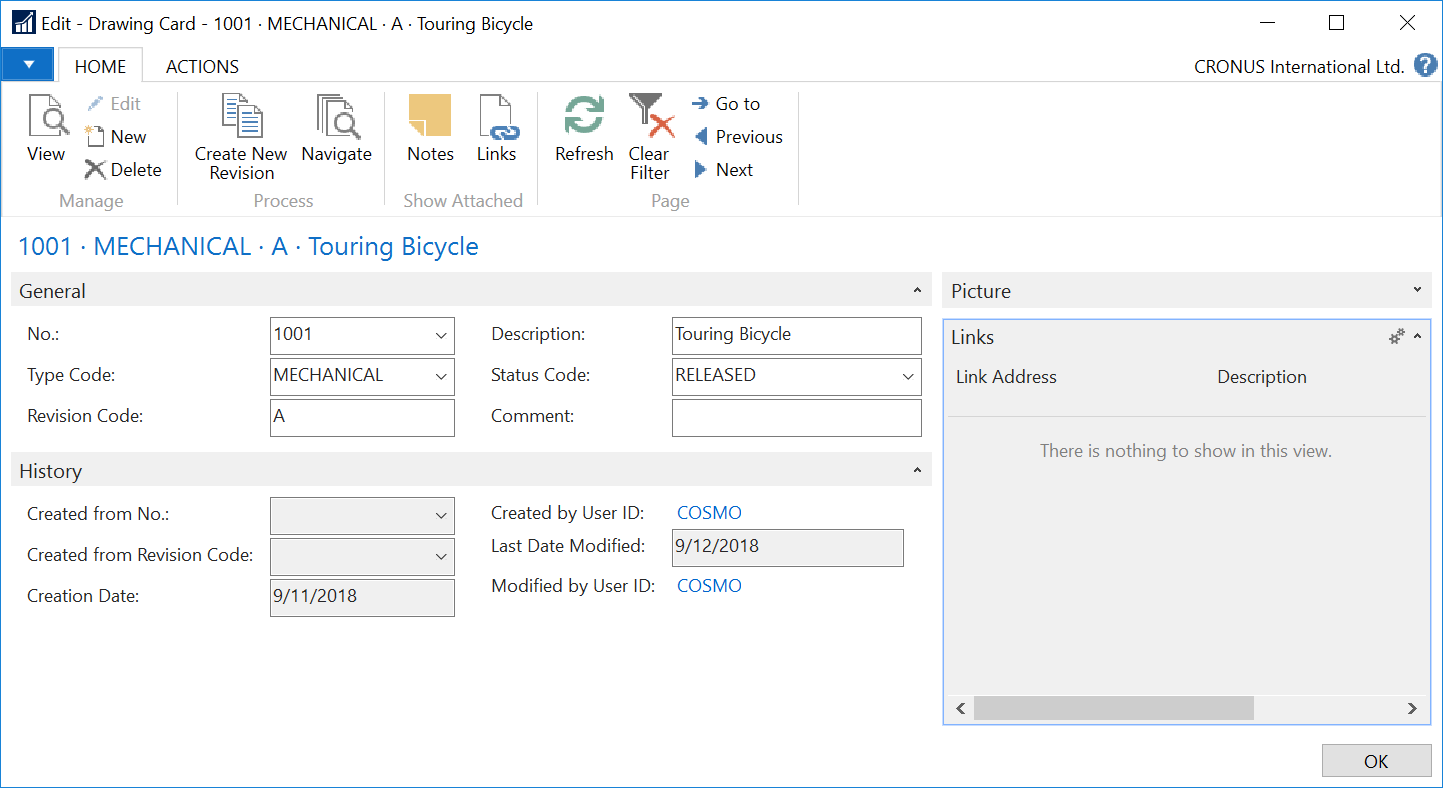 Edit - Drawing Card - 1001 · MECHANICAL · A · Touring Bicycle
HOME ACTIONS CRONUS International Ltd. ?
View
Edit
New
Delete
Manage
Create New Revision
Navigate
Process
Notes
Links
Show Attached
Refresh
Clear Filter
Go to
Previous
Next
Page
1001 · MECHANICAL · A · Touring Bicycle
General
No.: 1001
Type Code: MECHANICAL
Revision Code: A
Description: Touring Bicycle
Status Code: RELEASED
Comment:
History
Created from No.:
Created from Revision Code:
Creation Date: 9/11/2018
Created by User ID: COSMO
Last Date Modified: 9/12/2018
Modified by User ID: COSMO
Picture
Links
Link Address Description
There is nothing to show in this view.
OK